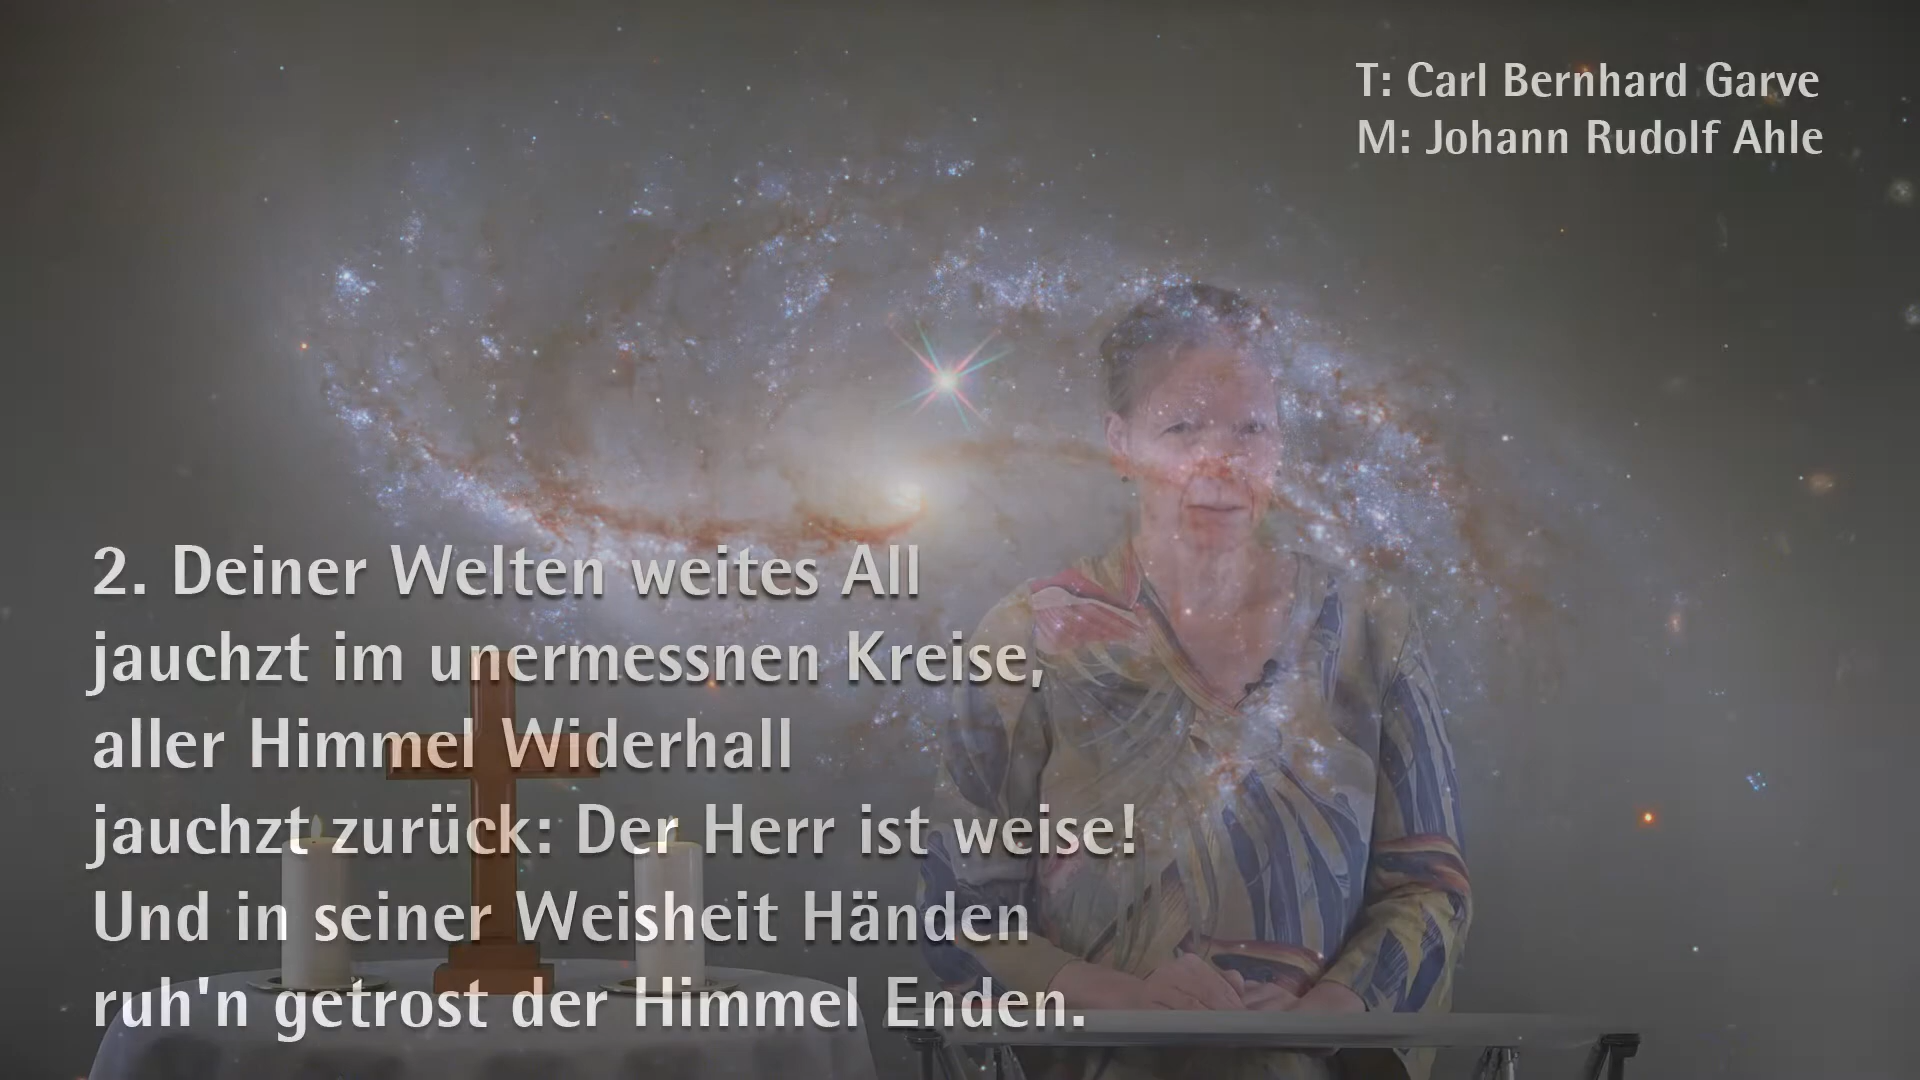 T: Carl Bernhard Garve
M: Johann Rudolf Ahle
2. Deiner Welten weites All
jauchzt im unermessnen Kreise,
aller Himmel Widerhall
jauchzt zurück: Der Herr ist weise!
Und in seiner Weisheit Händen
ruh'n getrost der Himmel Enden.